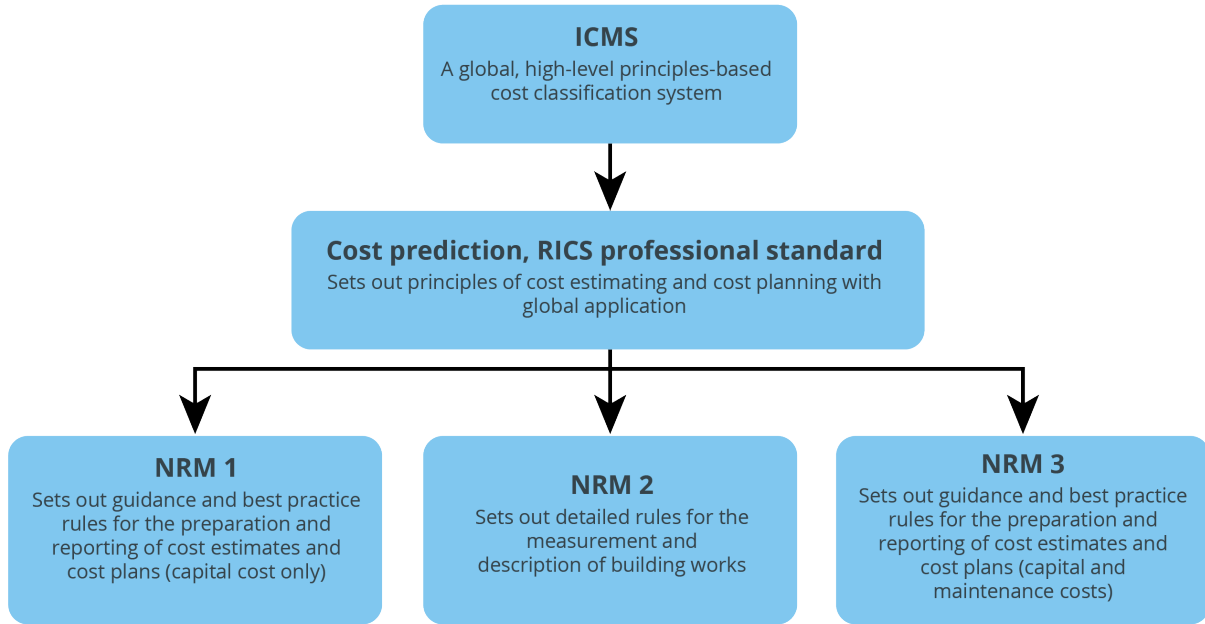 ICMS
A global, high-level principles-based
cost classification system
Cost prediction, RICS professional standard
Sets out principles of cost estimating and cost planning with
global application
NRM 1
Sets out guidance and best practice
rules for the preparation and
reporting of cost estimates and
cost plans (capital cost only)
NRM 2
Sets out detailed rules for the
measurement and
description of building works
NRM 3
Sets out guidance and best practice
rules for the preparation and
reporting of cost estimates and
cost plans (capital and
maintenance costs)